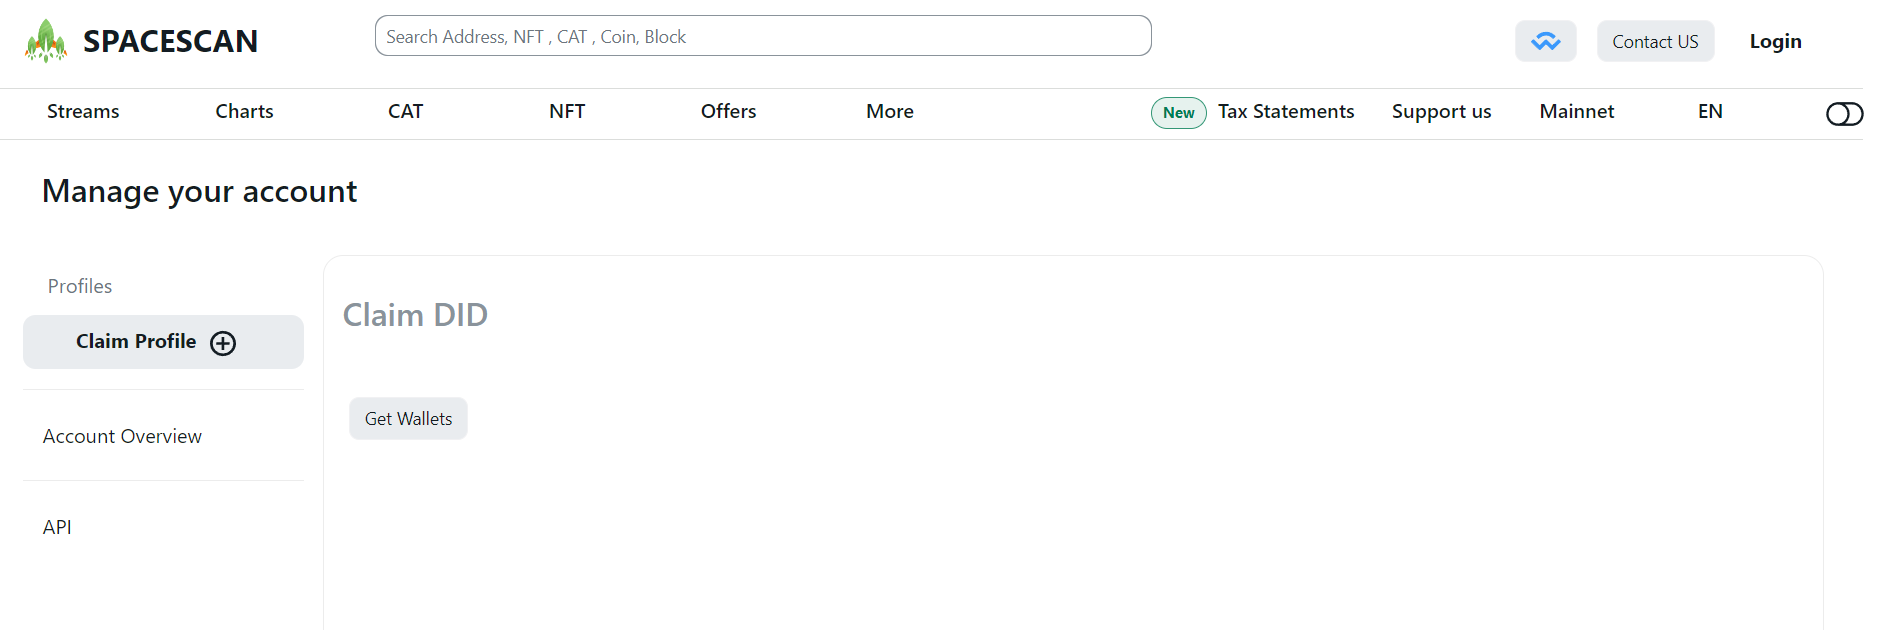 SPACESCAN
Search Address, NFT , CAT , Coin, Block
Contact US
Login
Streams
Charts
CAT
NFT
Offers
More
New
Tax Statements
Support us
Mainnet
EN
Manage your account
Profiles
Claim Profile
Account Overview
API
Claim DID
Get Wallets